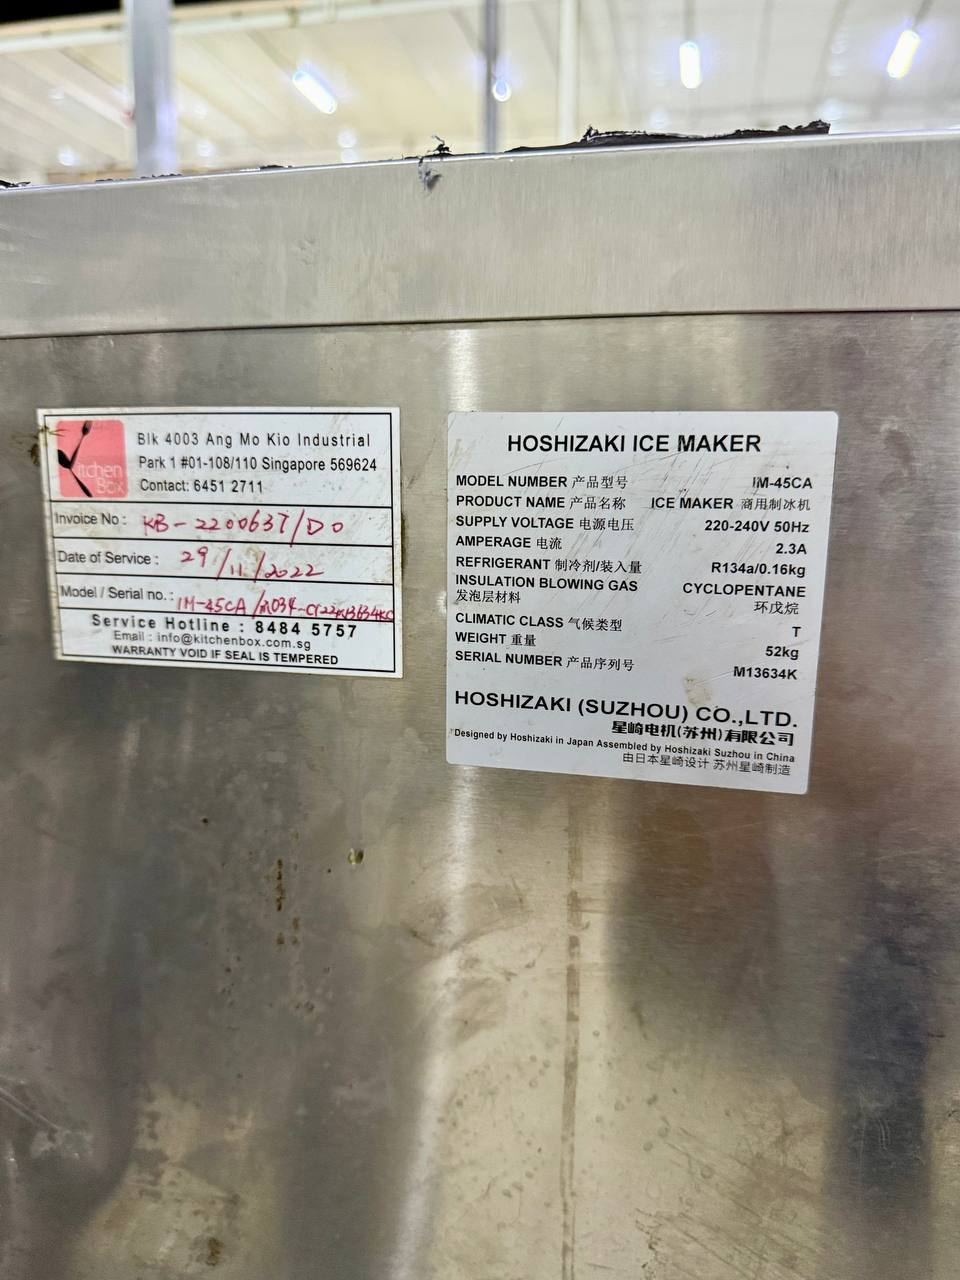 Kitchen
Box
Blk 4003 Ang Mo Kio Industrial
Park 1 #01-108/110 Singapore 569624
Contact: 6451 2711
Invoice No : KB-2200637/DO
Date of Service : 29/11/2022
Model / Serial no. : IM-45CA /
Service Hotline : 8484 5757
Email : info@kitchenbox.com.sg
WARRANTY VOID IF SEAL IS TEMPERED
HOSHIZAKI ICE MAKER
MODEL NUMBER 产品型号 IM-45CA
PRODUCT NAME 产品名称 ICE MAKER 商用制冰机
SUPPLY VOLTAGE 电源电压 220-240V 50Hz
AMPERAGE 电流 2.3A
REFRIGERANT 制冷剂/装入量 R134a/0.16kg
INSULATION BLOWING GAS CYCLOPENTANE
发泡层材料 环戊烷
CLIMATIC CLASS 气候类型 T
WEIGHT 重量 52kg
SERIAL NUMBER 产品序列号 M13634K
HOSHIZAKI (SUZHOU) CO.,LTD.
星崎电机(苏州)有限公司
Designed by Hoshizaki in Japan Assembled by Hoshizaki Suzhou in China
由日本星崎设计 苏州星崎制造